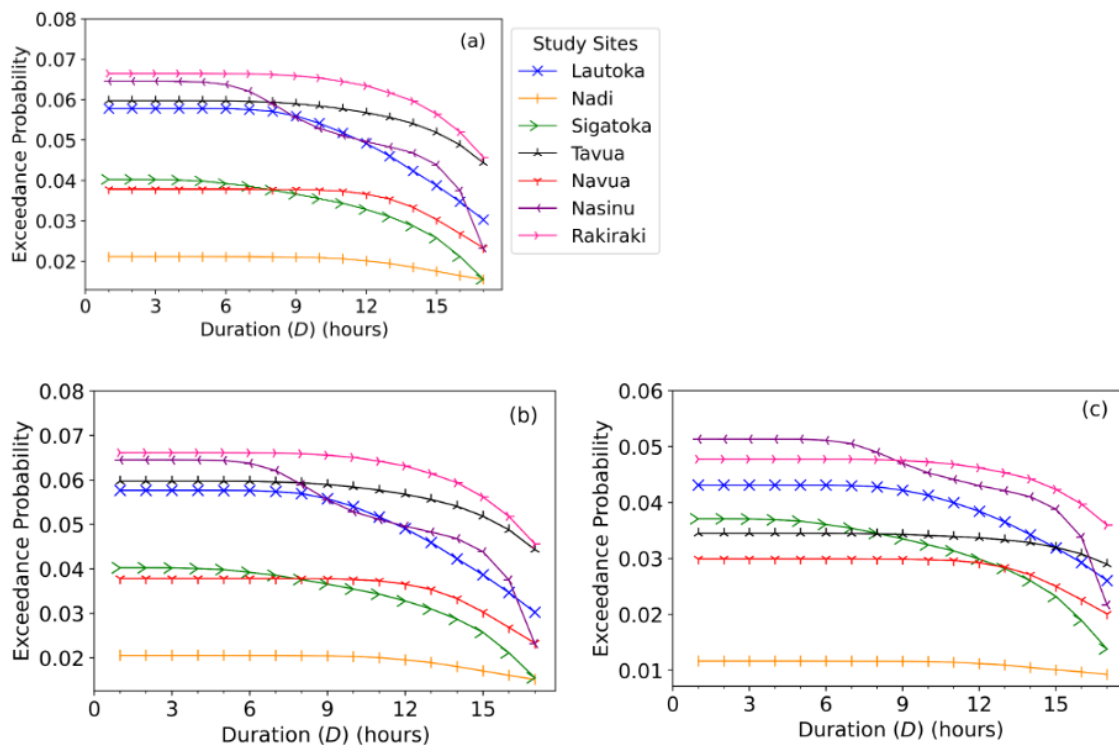 0.08
0.07
0.06
0.05
0.04
0.03
0.02
Exceedance Probability
(a)
0 3 6 9 12 15
Duration (D) (hours)
Study Sites
Lautoka
Nadi
Sigatoka
Tavua
Navua
Nasinu
Rakiraki
0.08
0.07
0.06
0.05
0.04
0.03
0.02
Exceedance Probability
(b)
0 3 6 9 12 15
Duration (D) (hours)
0.06
0.05
0.04
0.03
0.02
0.01
Exceedance Probability
(c)
0 3 6 9 12 15
Duration (D) (hours)